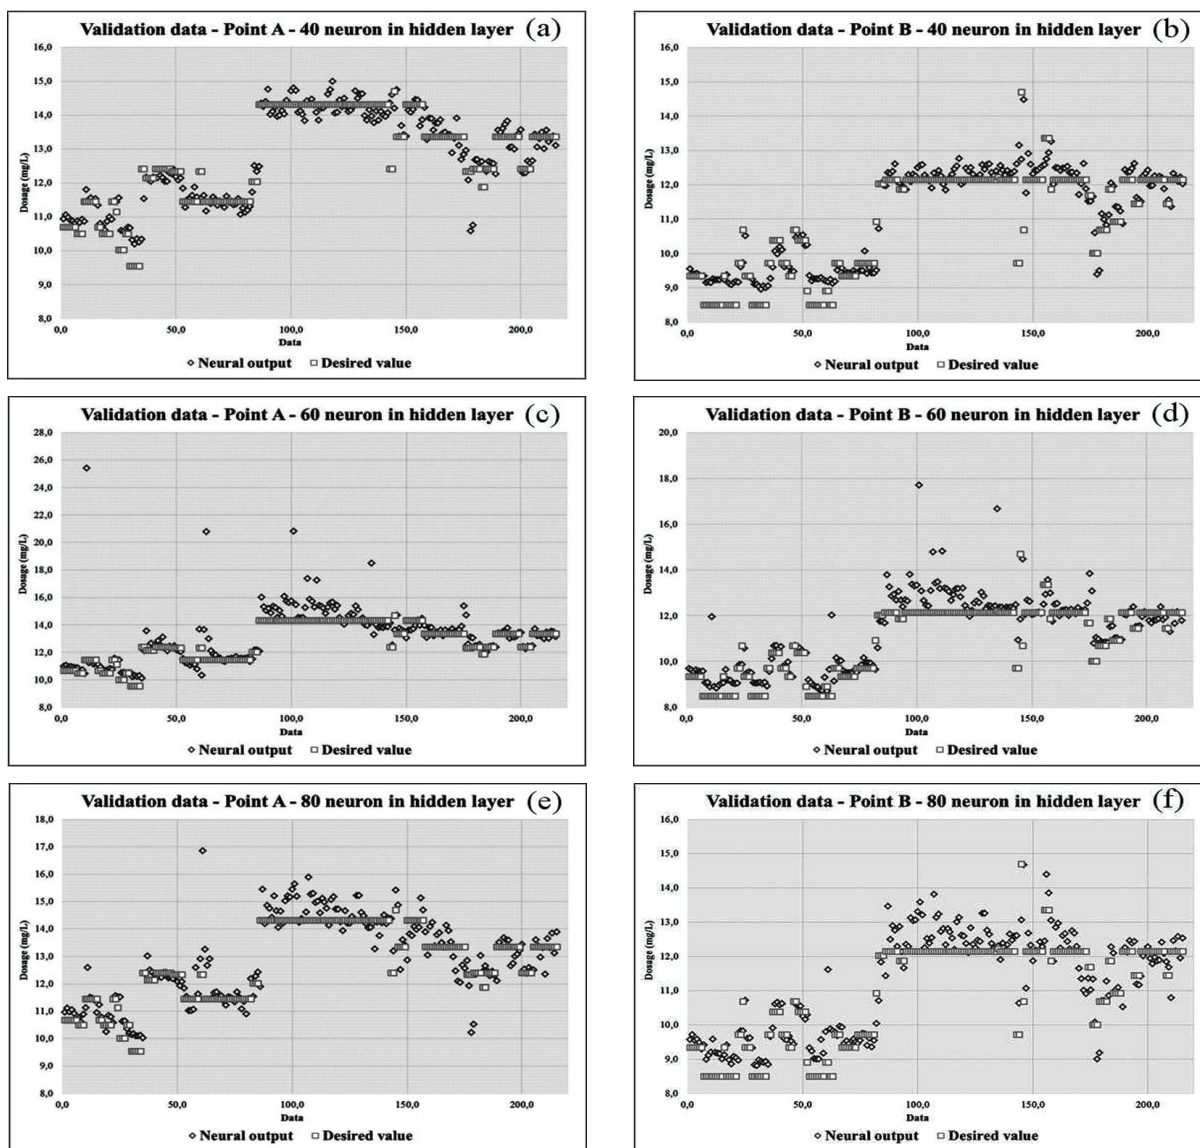 Validation data - Point A - 40 neuron in hidden layer (a)
16,0
15,0
14,0
13,0
12,0
11,0
10,0
9,0
8,0
Dosage (mg/L)
0,0 50,0 100,0 150,0 200,0
Data
Neural output Desired value
Validation data - Point B - 40 neuron in hidden layer (b)
16,0
15,0
14,0
13,0
12,0
11,0
10,0
9,0
8,0
Dosage (mg/L)
0,0 50,0 100,0 150,0 200,0
Data
Neural output Desired value
Validation data - Point A - 60 neuron in hidden layer (c)
28,0
26,0
24,0
22,0
20,0
18,0
16,0
14,0
12,0
10,0
8,0
Dosage (mg/L)
0,0 50,0 100,0 150,0 200,0
Data
Neural output Desired value
Validation data - Point B - 60 neuron in hidden layer (d)
20,0
18,0
16,0
14,0
12,0
10,0
8,0
Dosage (mg/L)
0,0 50,0 100,0 150,0 200,0
Data
Neural output Desired value
Validation data - Point A - 80 neuron in hidden layer (e)
18,0
17,0
16,0
15,0
14,0
13,0
12,0
11,0
10,0
9,0
8,0
Dosage (mg/L)
0,0 50,0 100,0 150,0 200,0
Data
Neural output Desired value
Validation data - Point B - 80 neuron in hidden layer (f)
16,0
15,0
14,0
13,0
12,0
11,0
10,0
9,0
8,0
Dosage (mg/L)
0,0 50,0 100,0 150,0 200,0
Data
Neural output Desired value